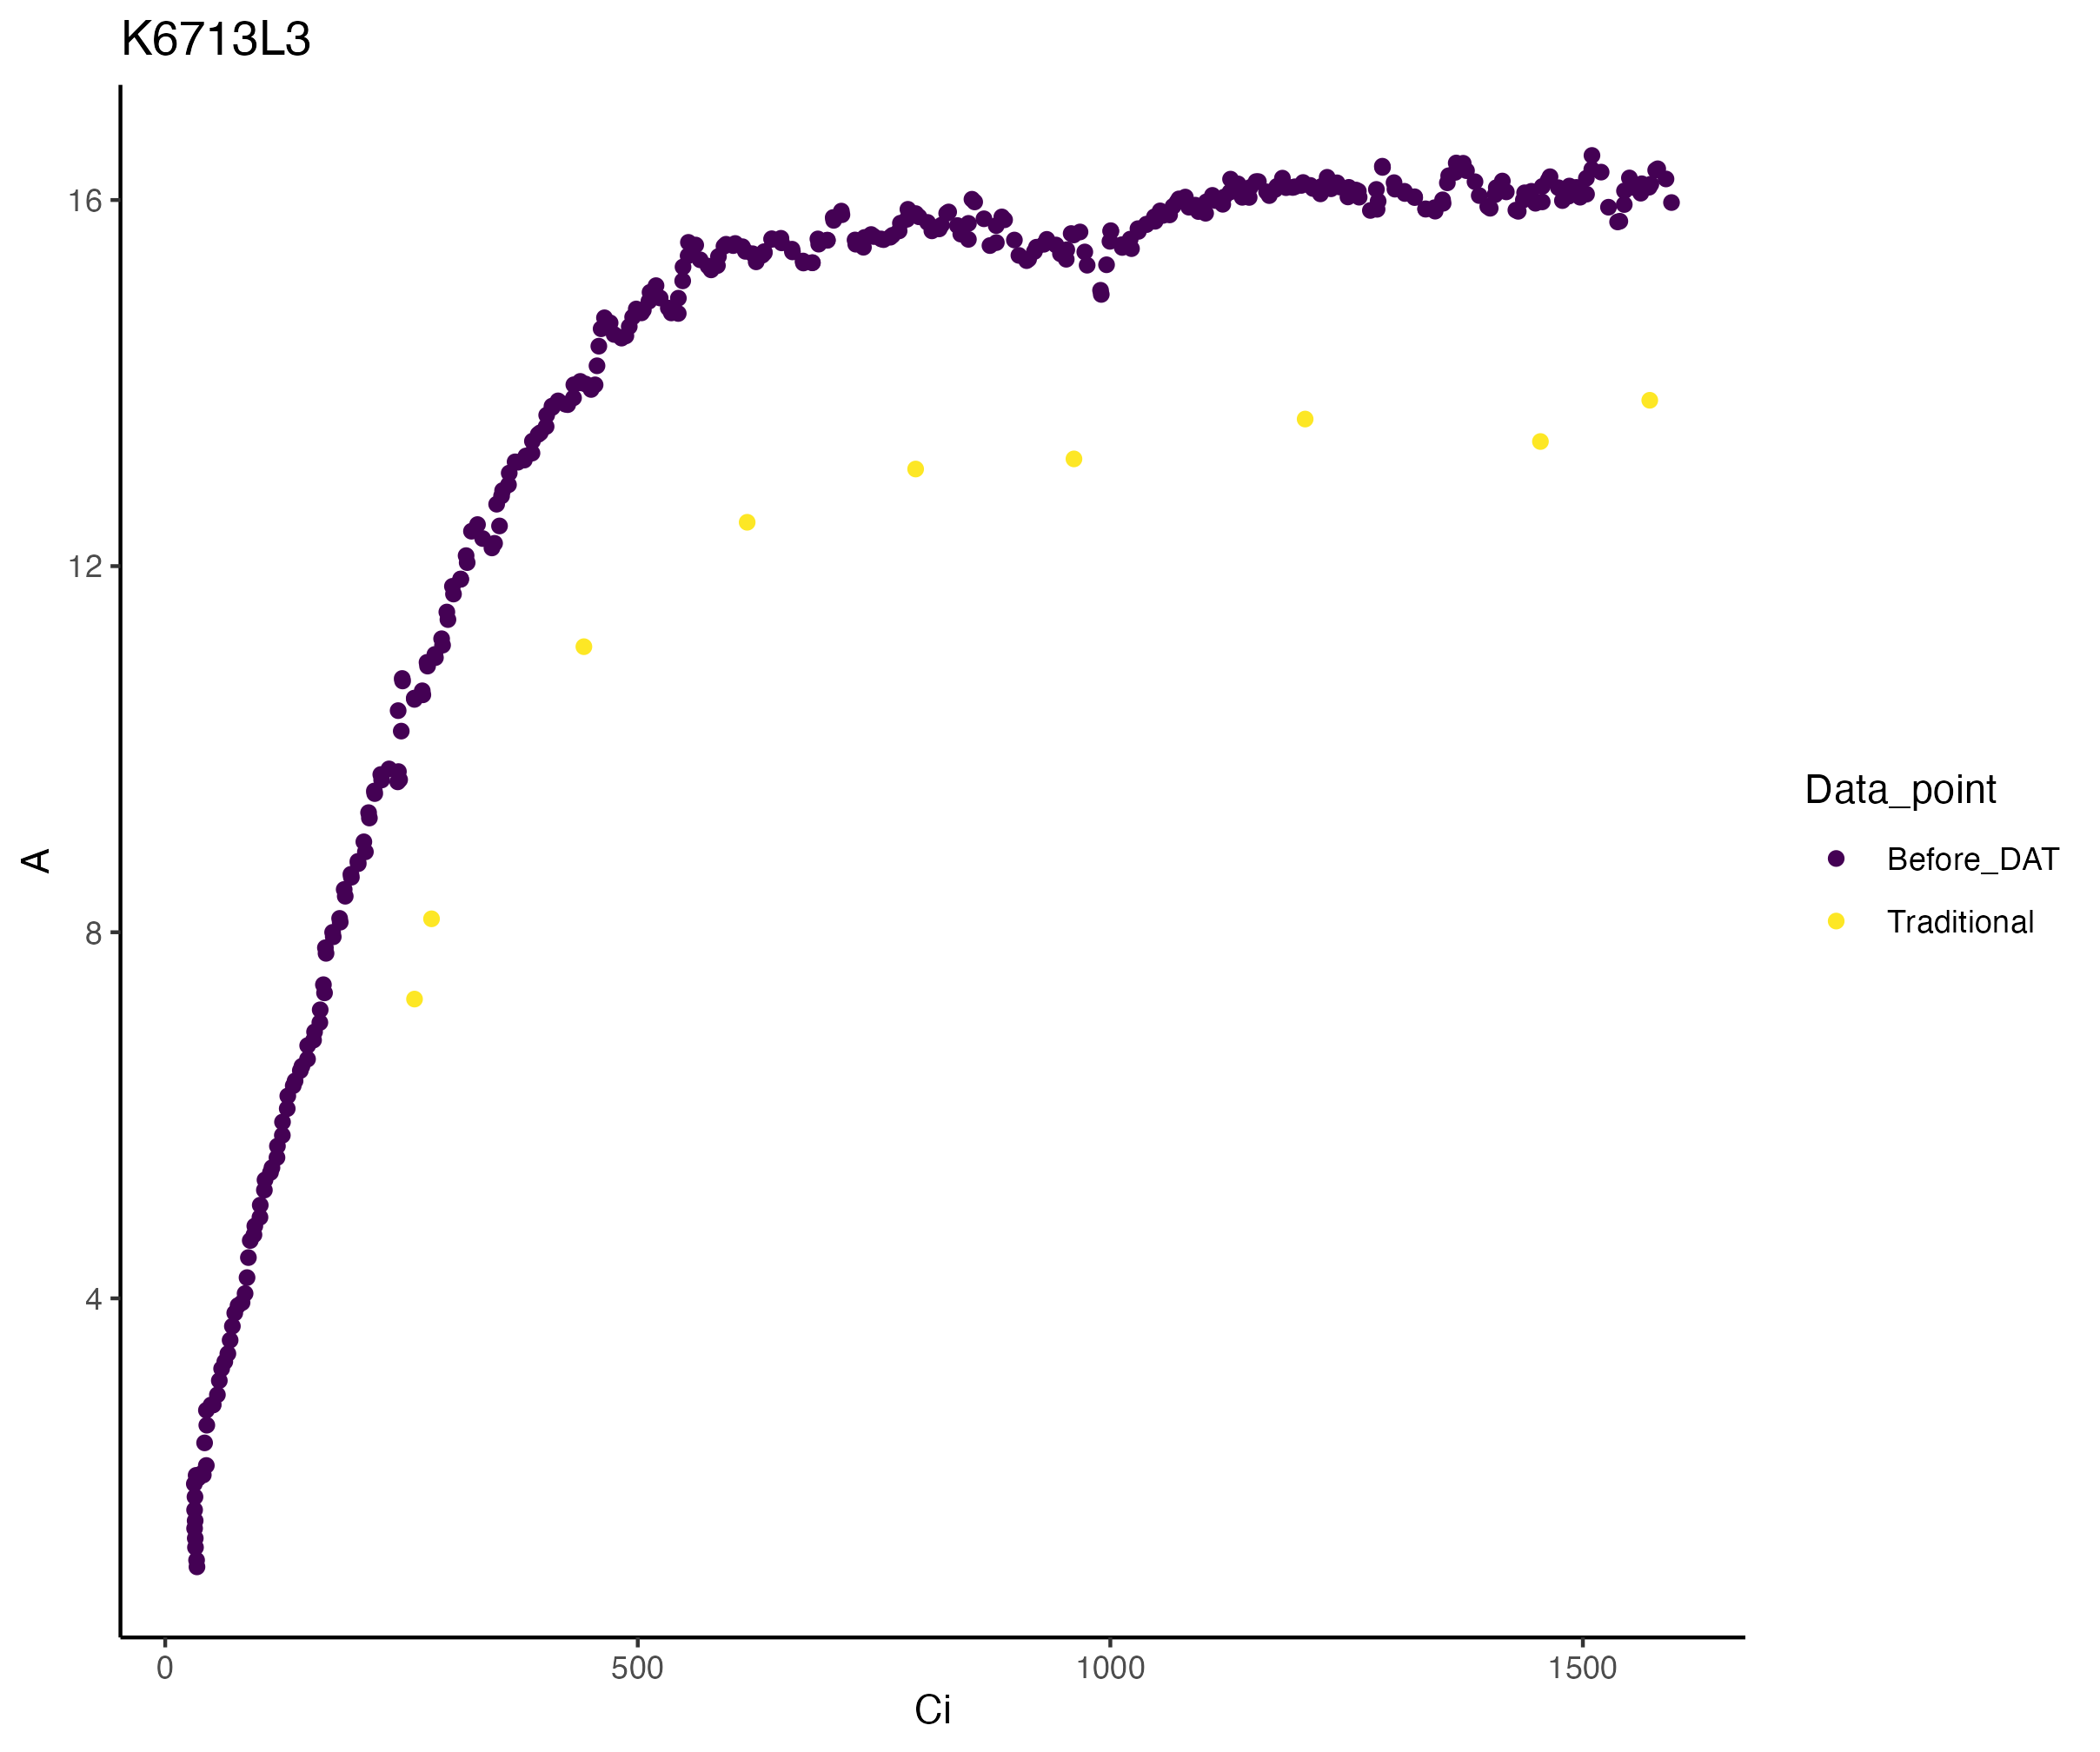 K6713L3
16
12
8
4
A
0 500 1000 1500
Ci
Data_point
Before_DAT
Traditional